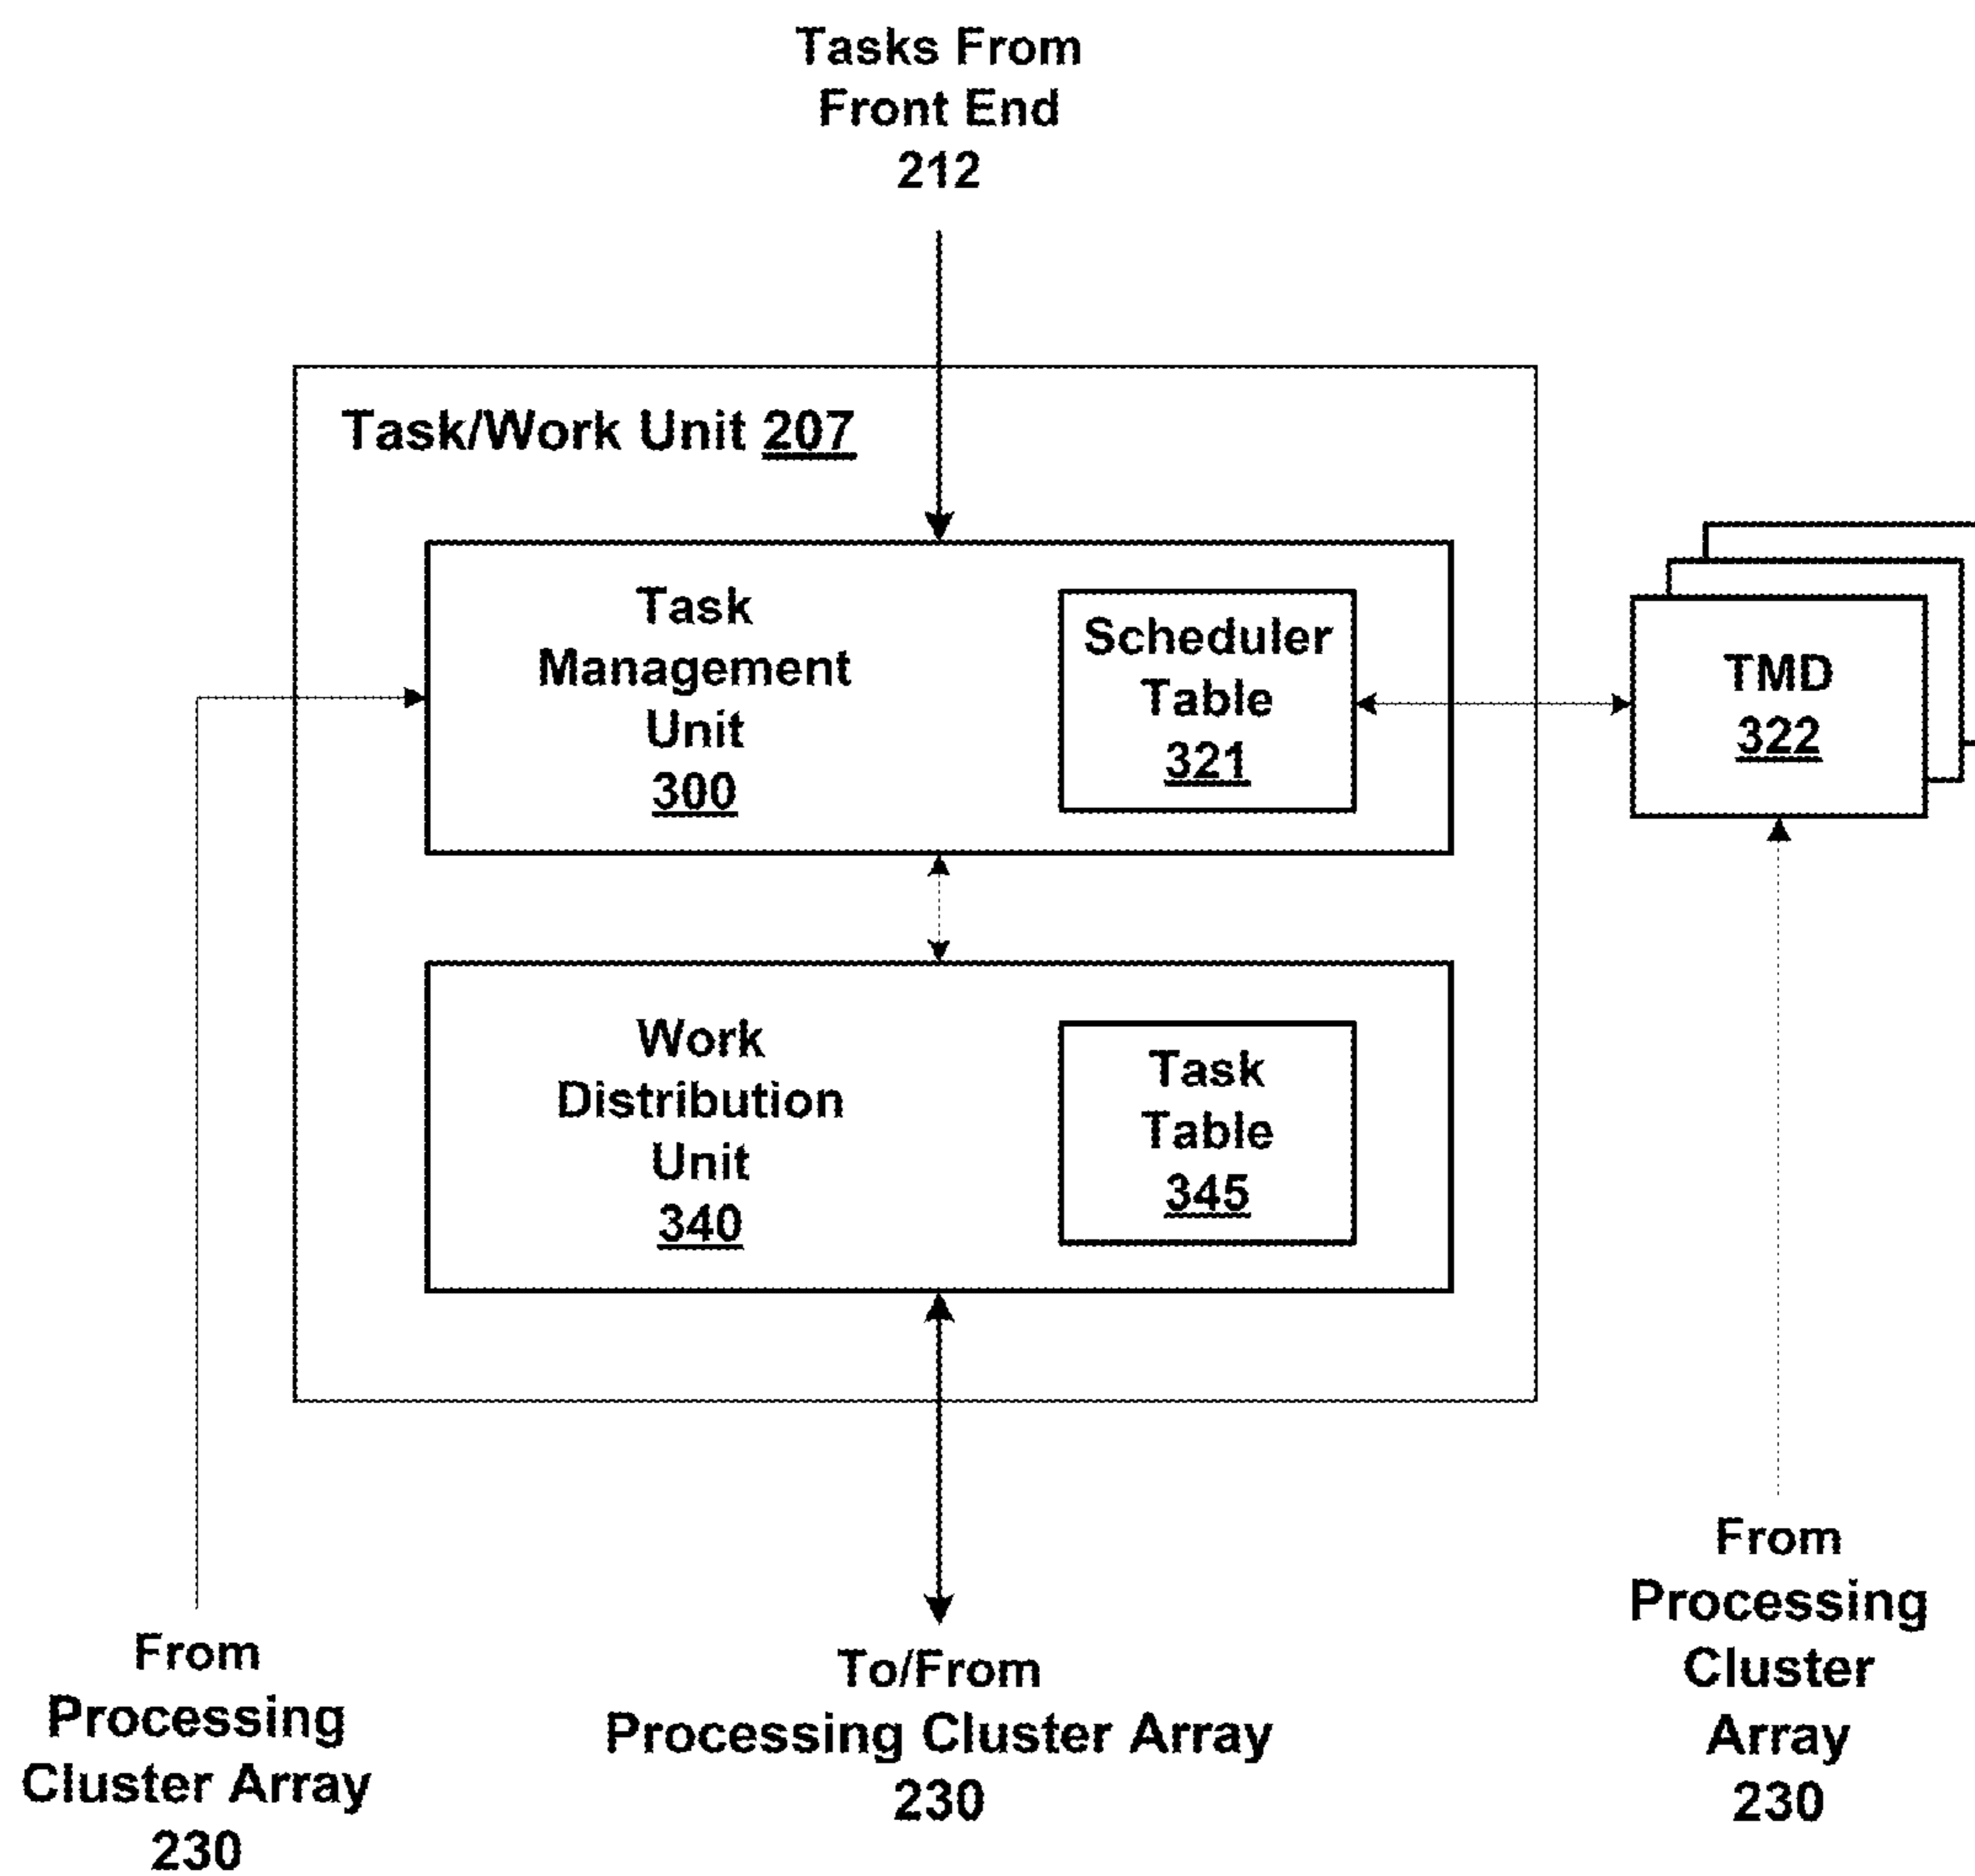 Tasks From
Front End
212
Task/Work Unit 207
Task
Management
Unit
300
Scheduler
Table
321
TMD
322
Work
Distribution
Unit
340
Task
Table
345
From
Processing
Cluster Array
230
To/From
Processing Cluster Array
230
From
Processing
Cluster
Array
230